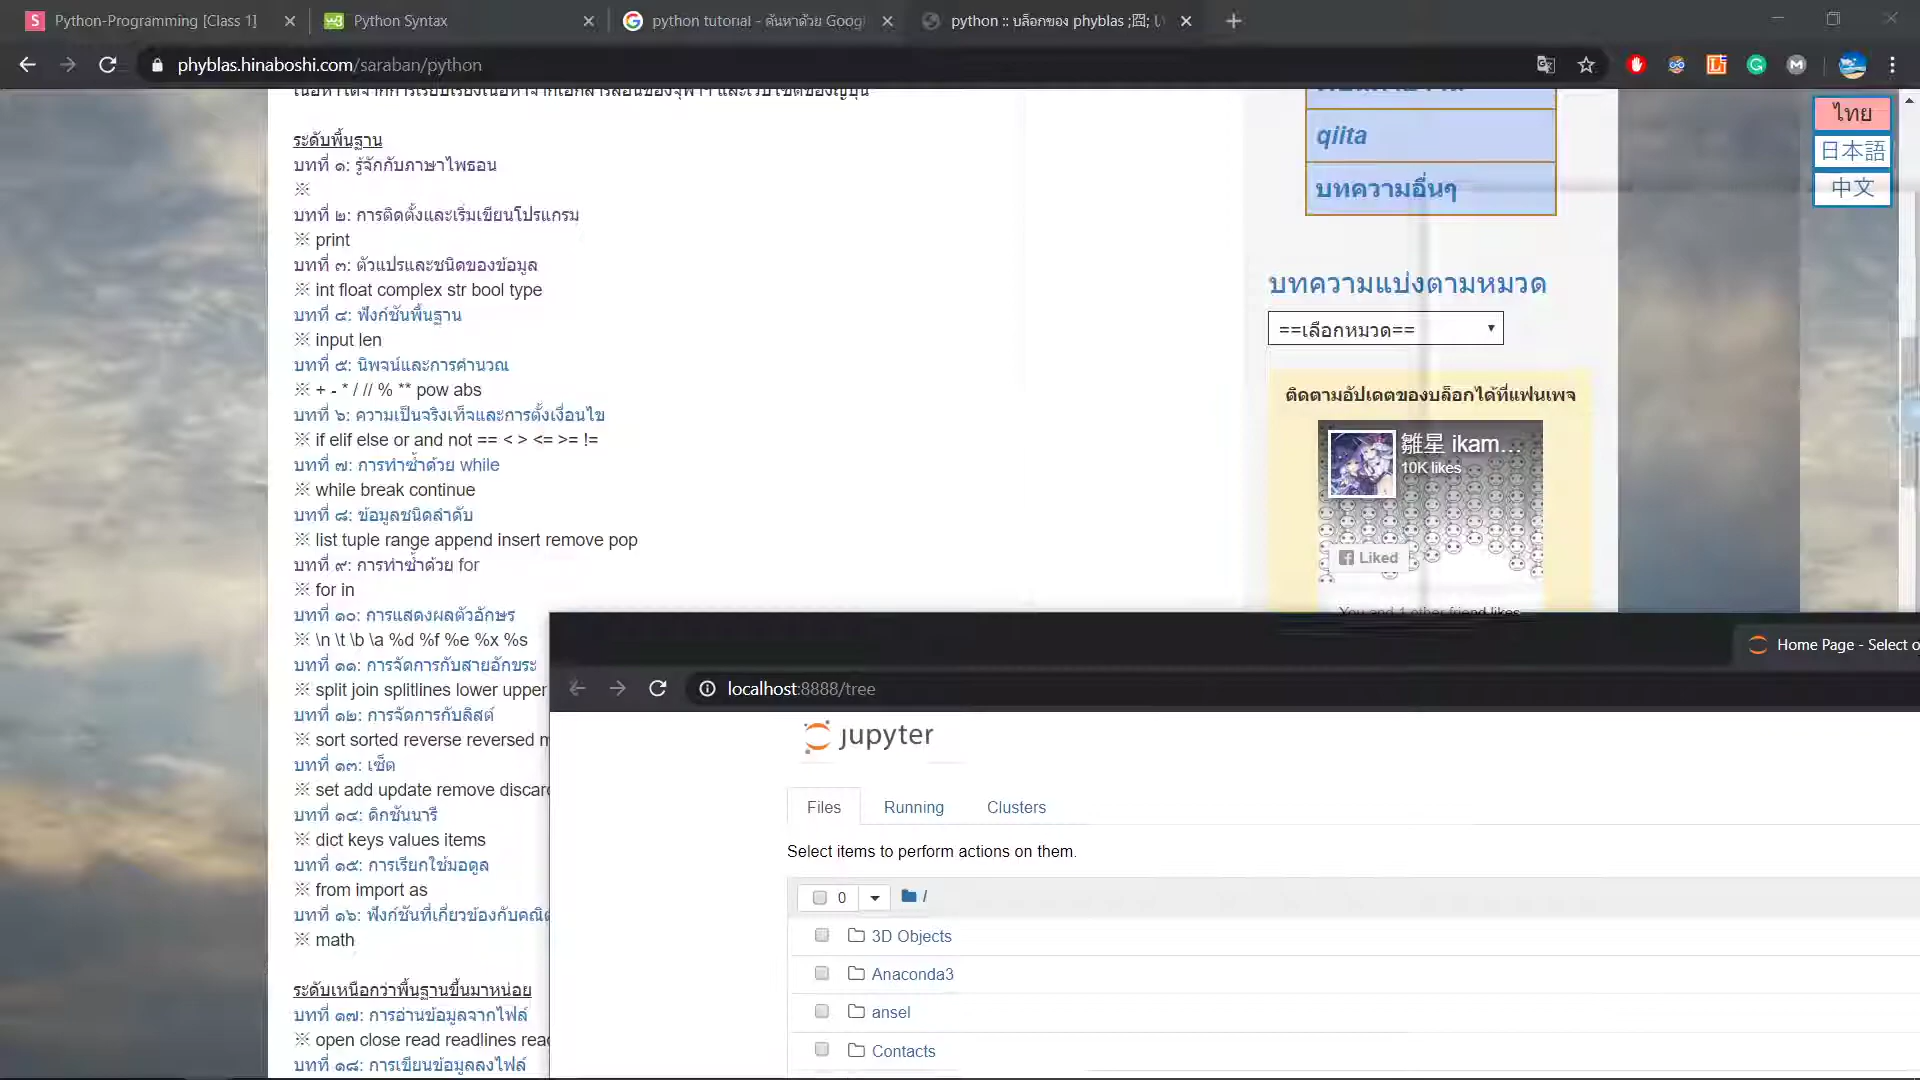 Python-Programming [Class 1]
Python Syntax
python tutorial - ค้นหาด้วย Googl
python :: บล็อกของ phyblas ;囧;
phyblas.hinaboshi.com/saraban/python
ระดับพื้นฐาน
บทที่ ๑: รู้จักกับภาษาไพธอน
※
บทที่ ๒: การติดตั้งและเริ่มเขียนโปรแกรม
※ print
บทที่ ๓: ตัวแปรและชนิดของข้อมูล
※ int float complex str bool type
บทที่ ๔: ฟังก์ชันพื้นฐาน
※ input len
บทที่ ๕: นิพจน์และการคำนวณ
※ + - * / // % ** pow abs
บทที่ ๖: ความเป็นจริงเท็จและการตั้งเงื่อนไข
※ if elif else or and not == < > <= >= !=
บทที่ ๗: การทำซ้ำด้วย while
※ while break continue
บทที่ ๘: ข้อมูลชนิดลำดับ
※ list tuple range append insert remove pop
บทที่ ๙: การทำซ้ำด้วย for
※ for in
บทที่ ๑๐: การแสดงผลตัวอักษร
※ \n \t \b \a %d %f %e %x %s
บทที่ ๑๑: การจัดการกับสายอักขระ
※ split join splitlines lower upper
บทที่ ๑๒: การจัดการกับลิสต์
※ sort sorted reverse reversed m
บทที่ ๑๓: เซ็ต
※ set add update remove discard
บทที่ ๑๔: ดิกชันนารี
※ dict keys values items
บทที่ ๑๕: การเรียกใช้มอดูล
※ from import as
บทที่ ๑๖: ฟังก์ชันที่เกี่ยวข้องกับคณิต
※ math
ระดับเหนือกว่าพื้นฐานขึ้นมาหน่อย
บทที่ ๑๗: การอ่านข้อมูลจากไฟล์
※ open close read readlines read
บทที่ ๑๘: การเขียนข้อมูลลงไฟล์
qiita
บทความอื่นๆ
บทความแบ่งตามหมวด
==เลือกหมวด==
ติดตามอัปเดตของบล็อกได้ที่แฟนเพจ
雛星 ikam...
10K likes
Liked
You and 1 other friend likes
ไทย
日本語
中文
Home Page - Select o
localhost:8888/tree
jupyter
Files
Running
Clusters
Select items to perform actions on them.
0
/
3D Objects
Anaconda3
ansel
Contacts